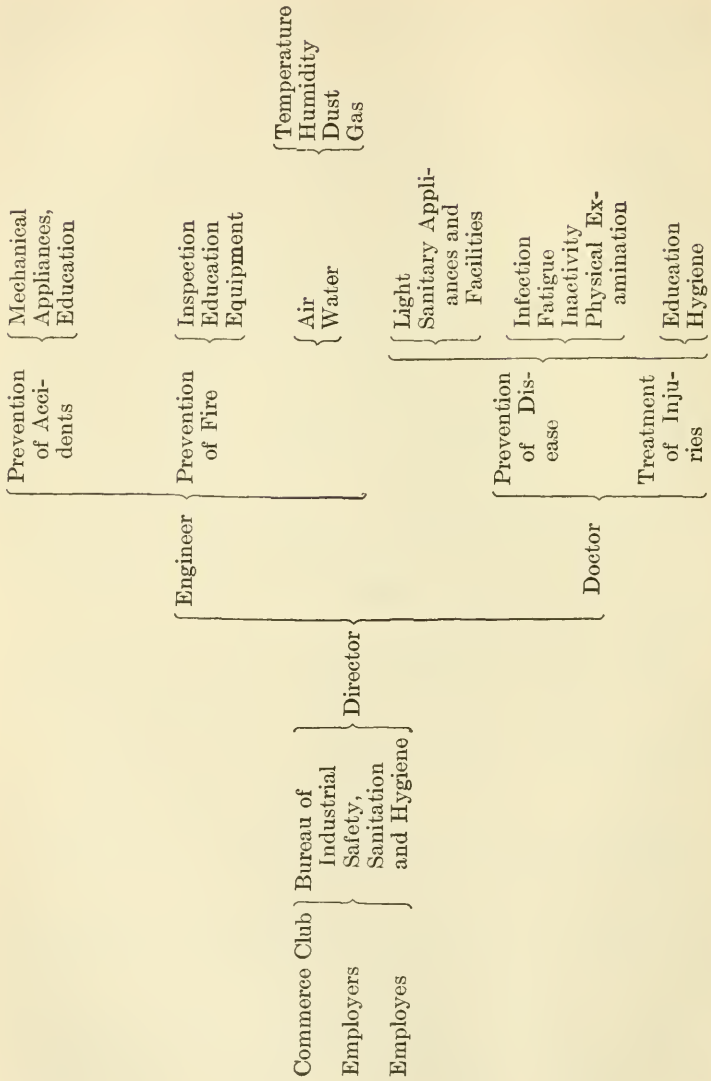 Commerce Club
Employers
Employes
Bureau of
Industrial
Safety,
Sanitation
and Hygiene
Director
Engineer
Prevention
of Acci-
dents
Mechanical
Appliances,
Education
Prevention
of Fire
Inspection
Education
Equipment
Air
Water
Temperature
Humidity
Dust
Gas
Light
Sanitary Appli-
ances and
Facilities
Doctor
Prevention
of Dis-
ease
Infection
Fatigue
Inactivity
Physical Ex-
amination
Treatment
of Inju-
ries
Education
Hygiene